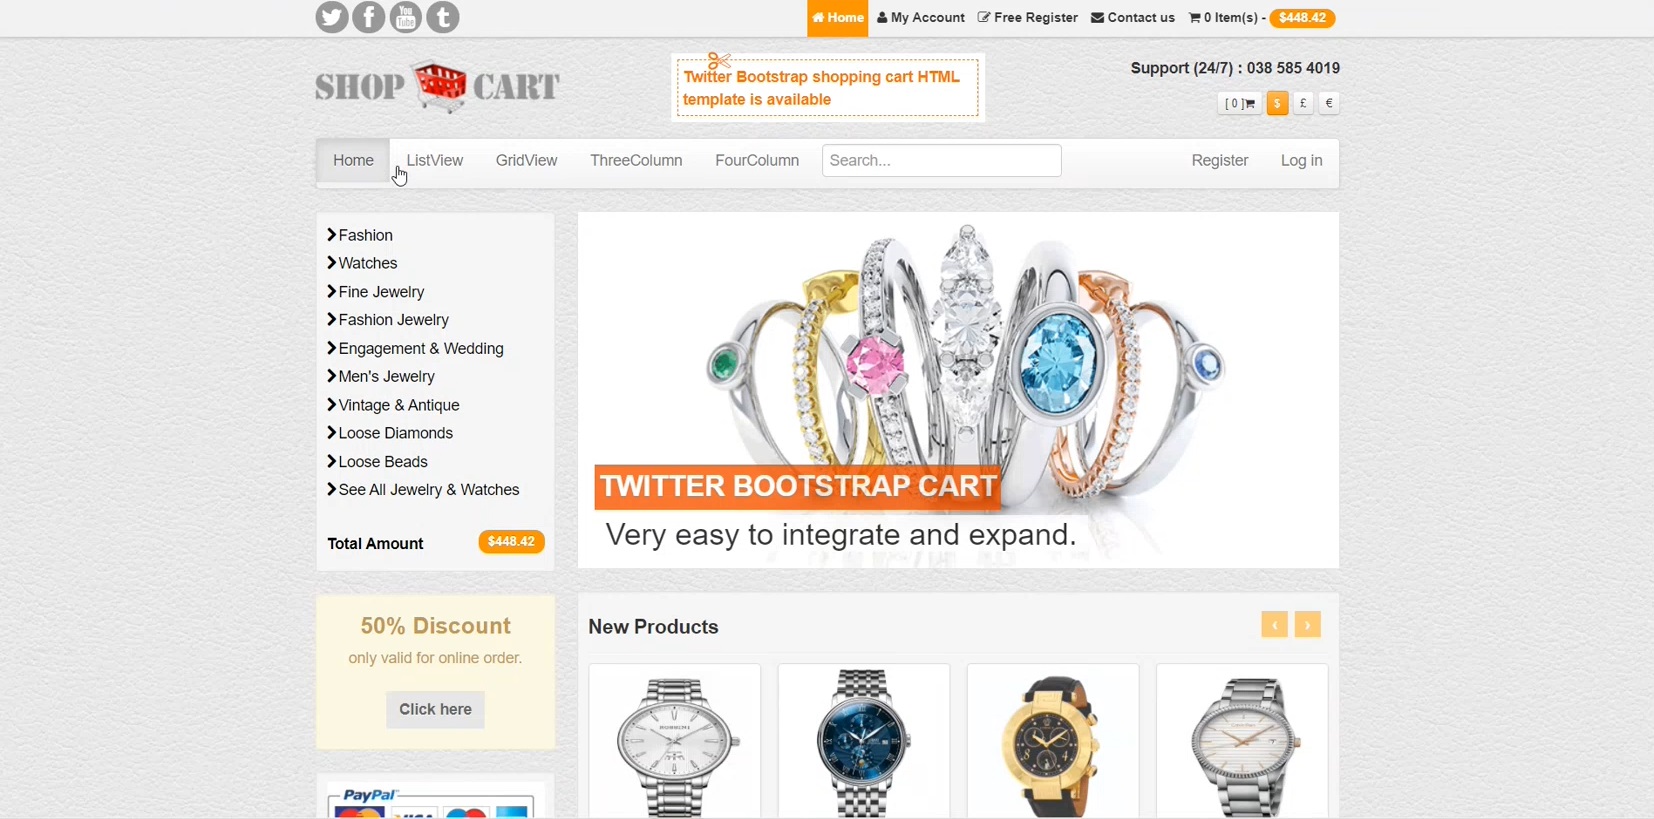 Home My Account Free Register Contact us 0 Item(s) - $448.42
SHOP CART
Twitter Bootstrap shopping cart HTML
template is available
Support (24/7) : 038 585 4019
[ 0 ] $ £ €
Home ListView GridView ThreeColumn FourColumn Search... Register Log in
Fashion
Watches
Fine Jewelry
Fashion Jewelry
Engagement & Wedding
Men's Jewelry
Vintage & Antique
Loose Diamonds
Loose Beads
See All Jewelry & Watches
Total Amount $448.42
TWITTER BOOTSTRAP CART
Very easy to integrate and expand.
50% Discount
only valid for online order.
Click here
New Products
PayPal